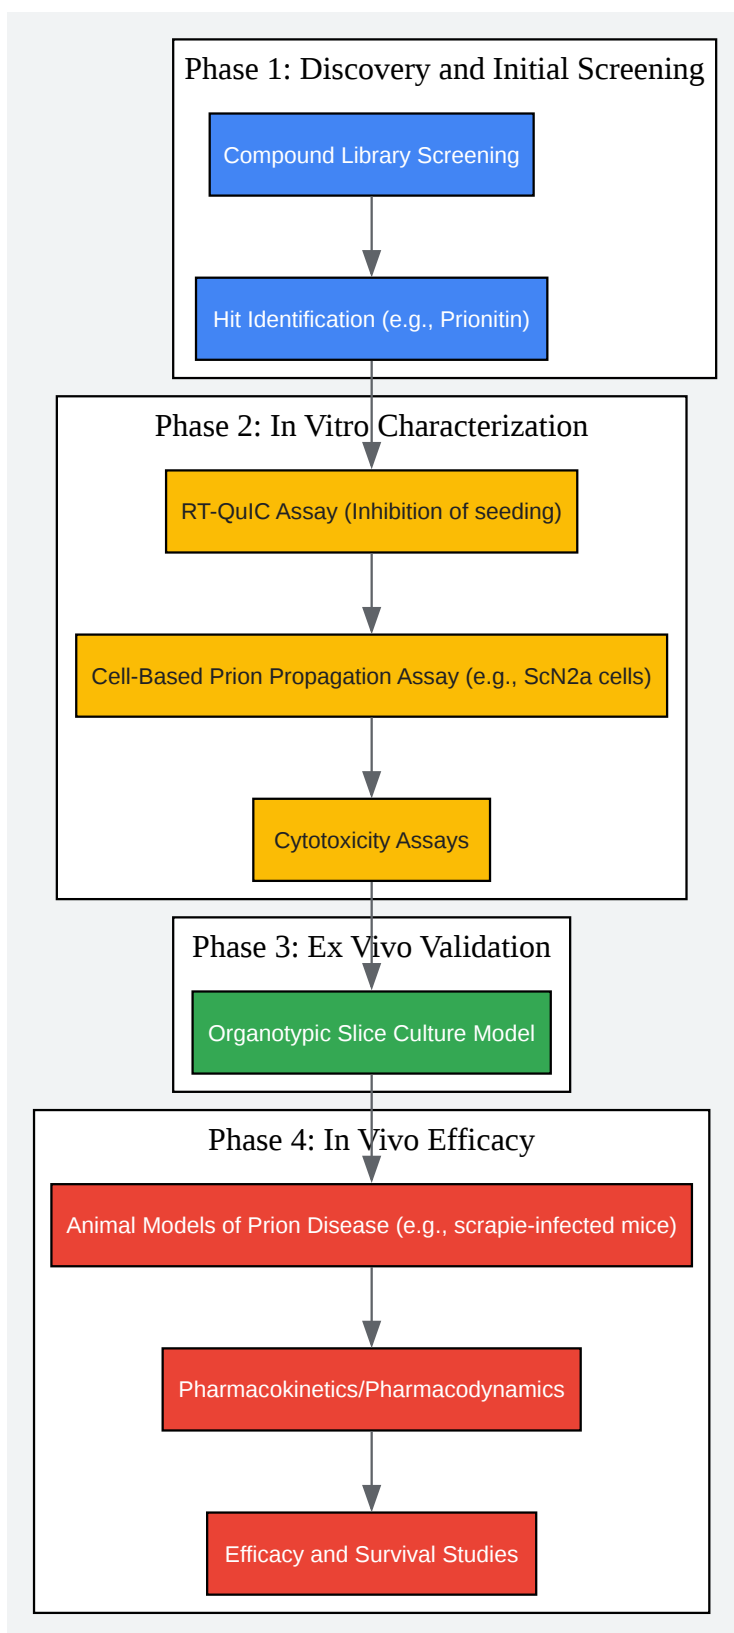 Phase 1: Discovery and Initial Screening
Compound Library Screening
Hit Identification (e.g., Prionitin)
Phase 2: In Vitro Characterization
RT-QuIC Assay (Inhibition of seeding)
Cell-Based Prion Propagation Assay (e.g., ScN2a cells)
Cytotoxicity Assays
Phase 3: Ex Vivo Validation
Organotypic Slice Culture Model
Phase 4: In Vivo Efficacy
Animal Models of Prion Disease (e.g., scrapie-infected mice)
Pharmacokinetics/Pharmacodynamics
Efficacy and Survival Studies